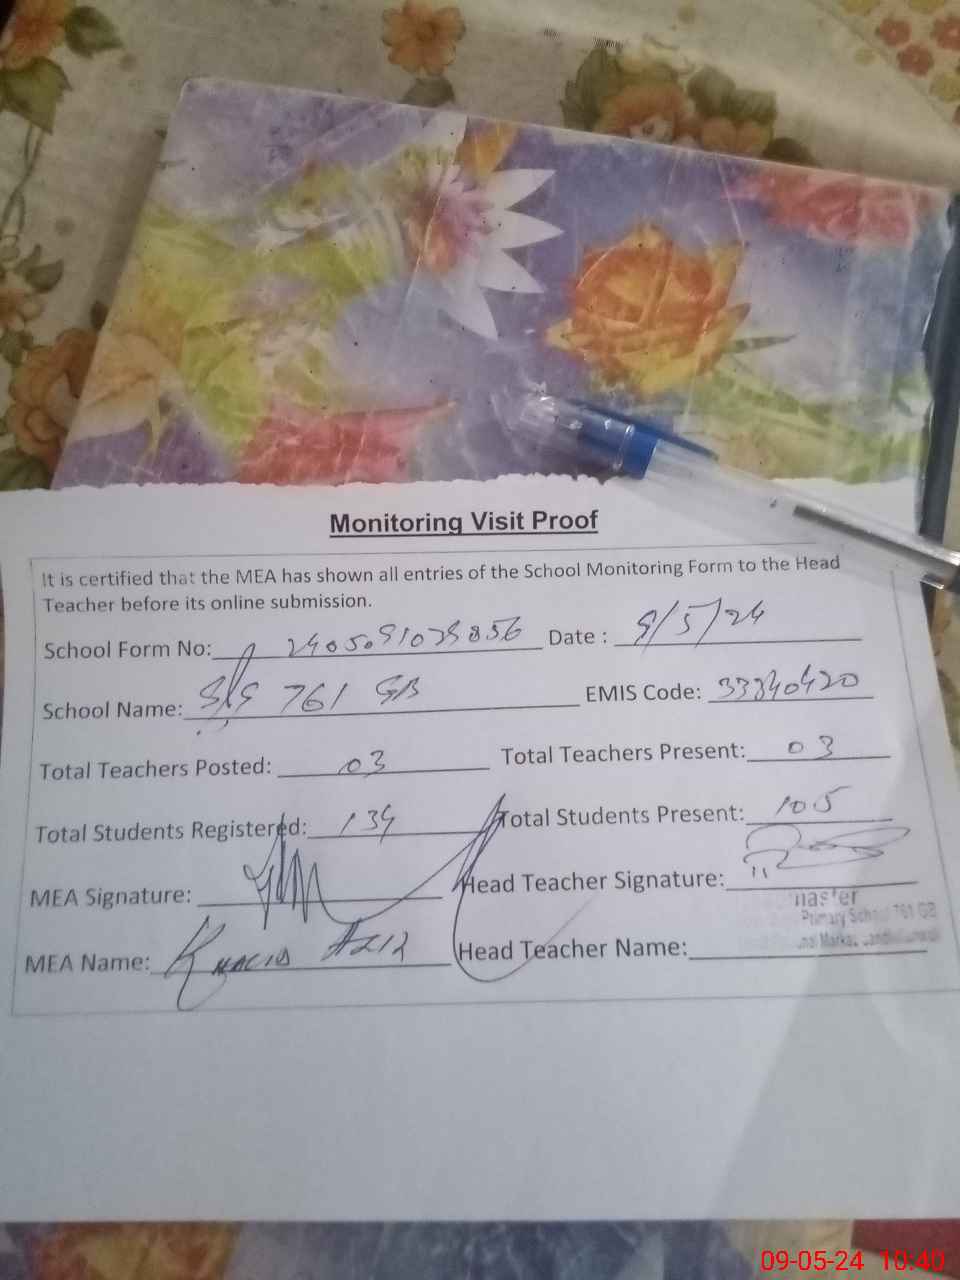 Monitoring Visit Proof
It is certified that the MEA has shown all entries of the School Monitoring Form to the Head
Teacher before its online submission.
School Form No: Date : 9/5/24
School Name: 761 GB EMIS Code: 33340420
Total Teachers Posted: 03 Total Teachers Present: 03
Total Students Registered: 139 Total Students Present: 105
MEA Signature: Head Teacher Signature:
master
Primary School 761 GB
Markaz
MEA Name: Khalid Aziz Head Teacher Name:
09-05-24 10:40